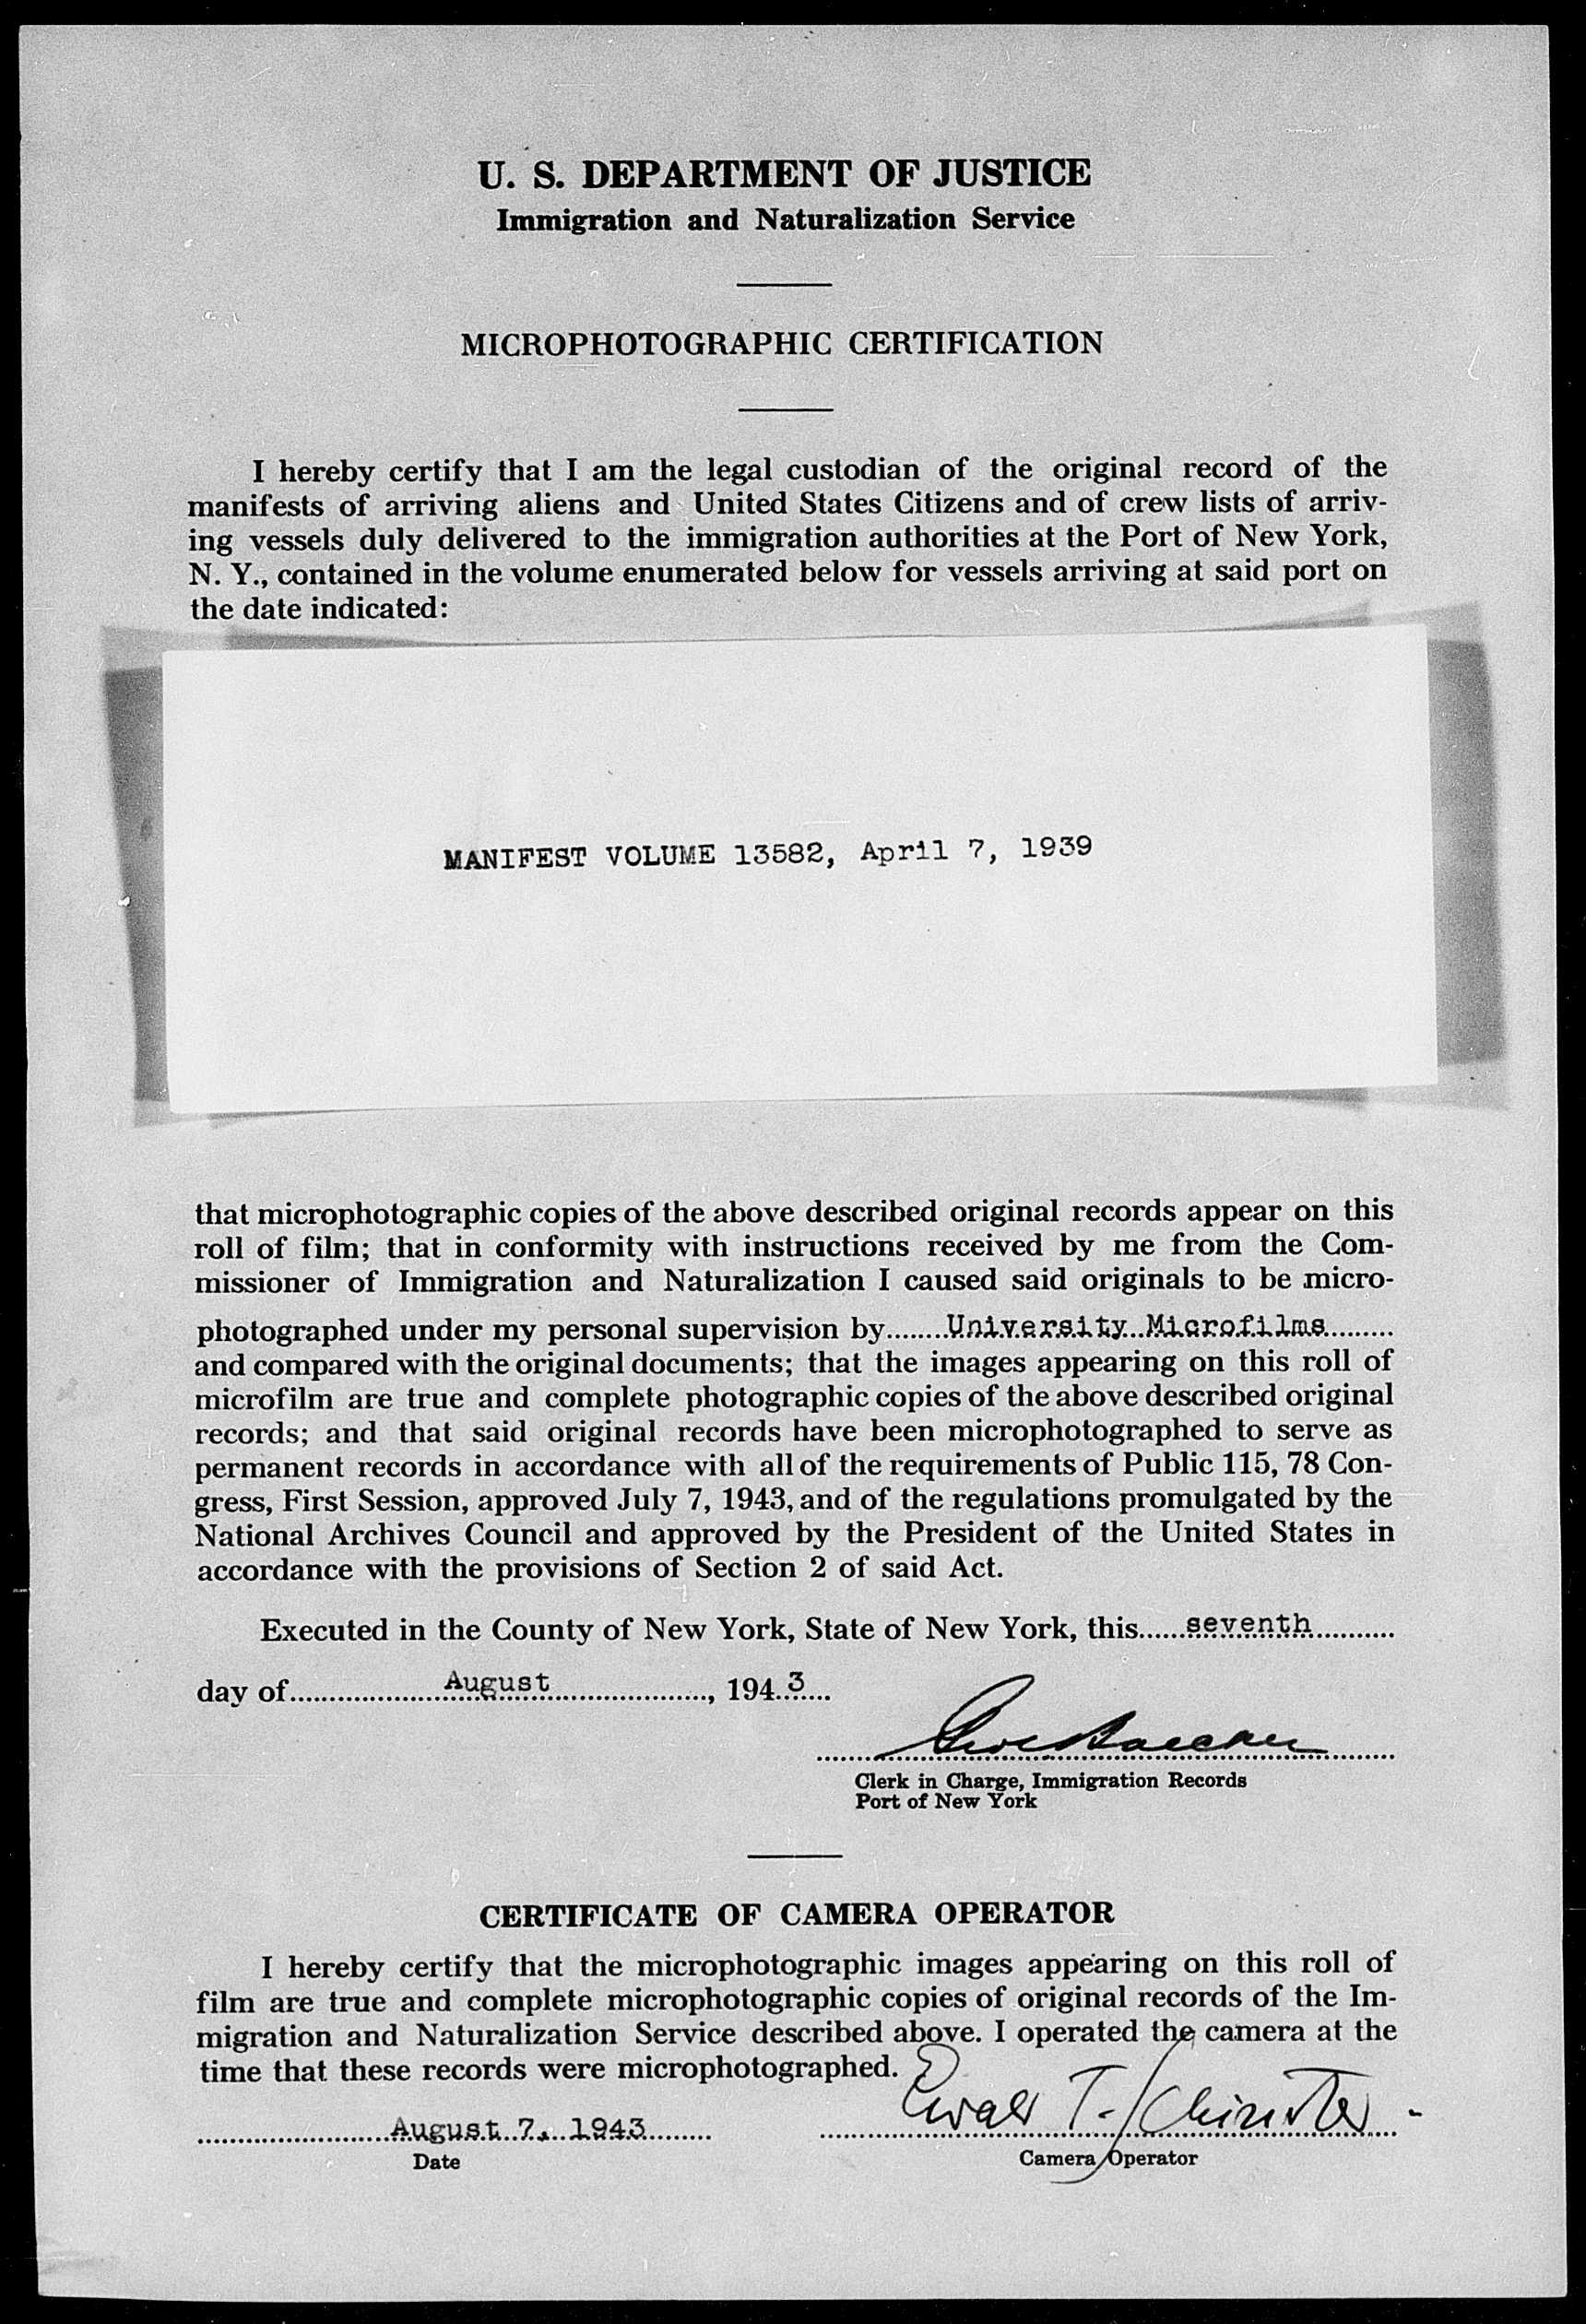 U. S. DEPARTMENT OF JUSTICE
Immigration and Naturalization Service
MICROPHOTOGRAPHIC CERTIFICATION
I hereby certify that I am the legal custodian of the original record of the
manifests of arriving aliens and United States Citizens and of crew lists of arriv-
ing vessels duly delivered to the immigration authorities at the Port of New York,
N. Y., contained in the volume enumerated below for vessels arriving at said port on
the date indicated:
MANIFEST VOLUME 13582, April 7, 1939
that microphotographic copies of the above described original records appear on this
roll of film; that in conformity with instructions received by me from the Com-
missioner of Immigration and Naturalization I caused said originals to be micro-
photographed under my personal supervision by........University Microfilms.........
and compared with the original documents; that the images appearing on this roll of
microfilm are true and complete photographic copies of the above described original
records; and that said original records have been microphotographed to serve as
permanent records in accordance with all of the requirements of Public 115, 78 Con-
gress, First Session, approved July 7, 1943, and of the regulations promulgated by the
National Archives Council and approved by the President of the United States in
accordance with the provisions of Section 2 of said Act.
Executed in the County of New York, State of New York, this......seventh..........
day of....................August...................., 194..3....
Clerk in Charge, Immigration Records
Port of New York
CERTIFICATE OF CAMERA OPERATOR
I hereby certify that the microphotographic images appearing on this roll of
film are true and complete microphotographic copies of original records of the Im-
migration and Naturalization Service described above. I operated the camera at the
time that these records were microphotographed.
Ewald T.
August 7, 1943
Date
Camera Operator